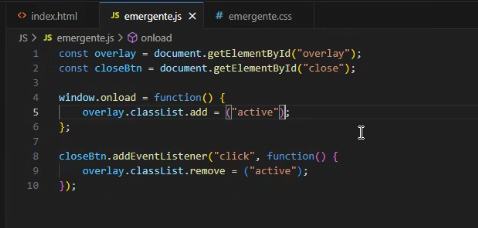 index.html JS emergente.js × emergente.css
JS > JS emergente.js > onload
1 const overlay = document.getElementById("overlay");
2 const closeBtn = document.getElementById("close");
3
4 window.onload = function() {
5 overlay.classList.add = ("active");
6 };
7
8 closeBtn.addEventListener("click", function() {
9 overlay.classList.remove = ("active");
10 });